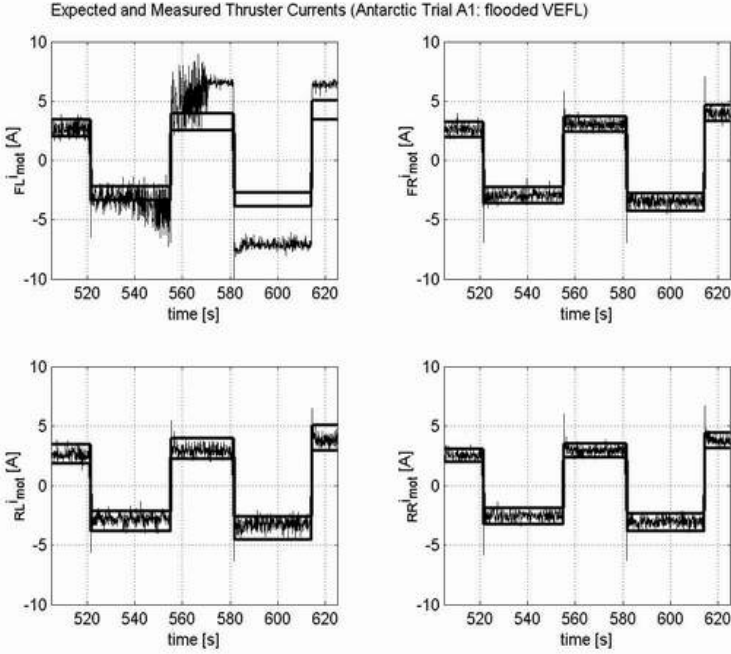 Expected and Measured Thruster Currents (Antarctic Trial A1: flooded VEFL)
10
5
0
-5
-10
FL i mot [A]
520 540 560 580 600 620
time [s]
10
5
0
-5
-10
FR i mot [A]
520 540 560 580 600 620
time [s]
10
5
0
-5
-10
RL i mot [A]
520 540 560 580 600 620
time [s]
10
5
0
-5
-10
RR i mot [A]
520 540 560 580 600 620
time [s]